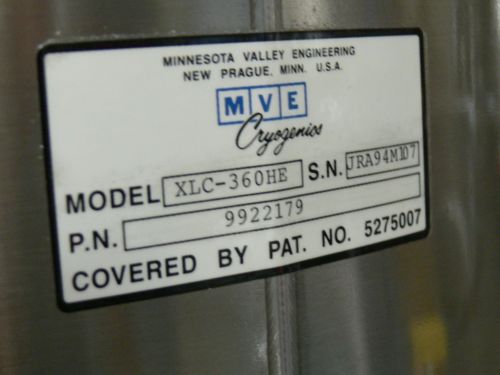 MINNESOTA VALLEY ENGINEERING
NEW PRAGUE, MINN. U.S.A.
MVE
Cryogenics
MODEL XLC-360HE S.N. JRA94M107
P.N. 9922179
COVERED BY PAT. NO. 5275007